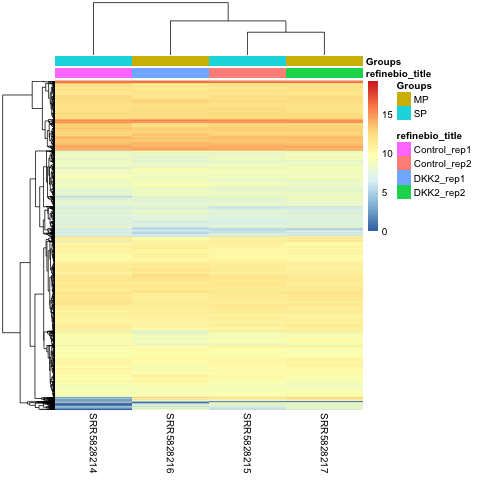 Groups
refinebio_title
Groups
MP
SP
refinebio_title
Control_rep1
Control_rep2
DKK2_rep1
DKK2_rep2
15
10
5
0
SRR5828214
SRR5828216
SRR5828215
SRR5828217